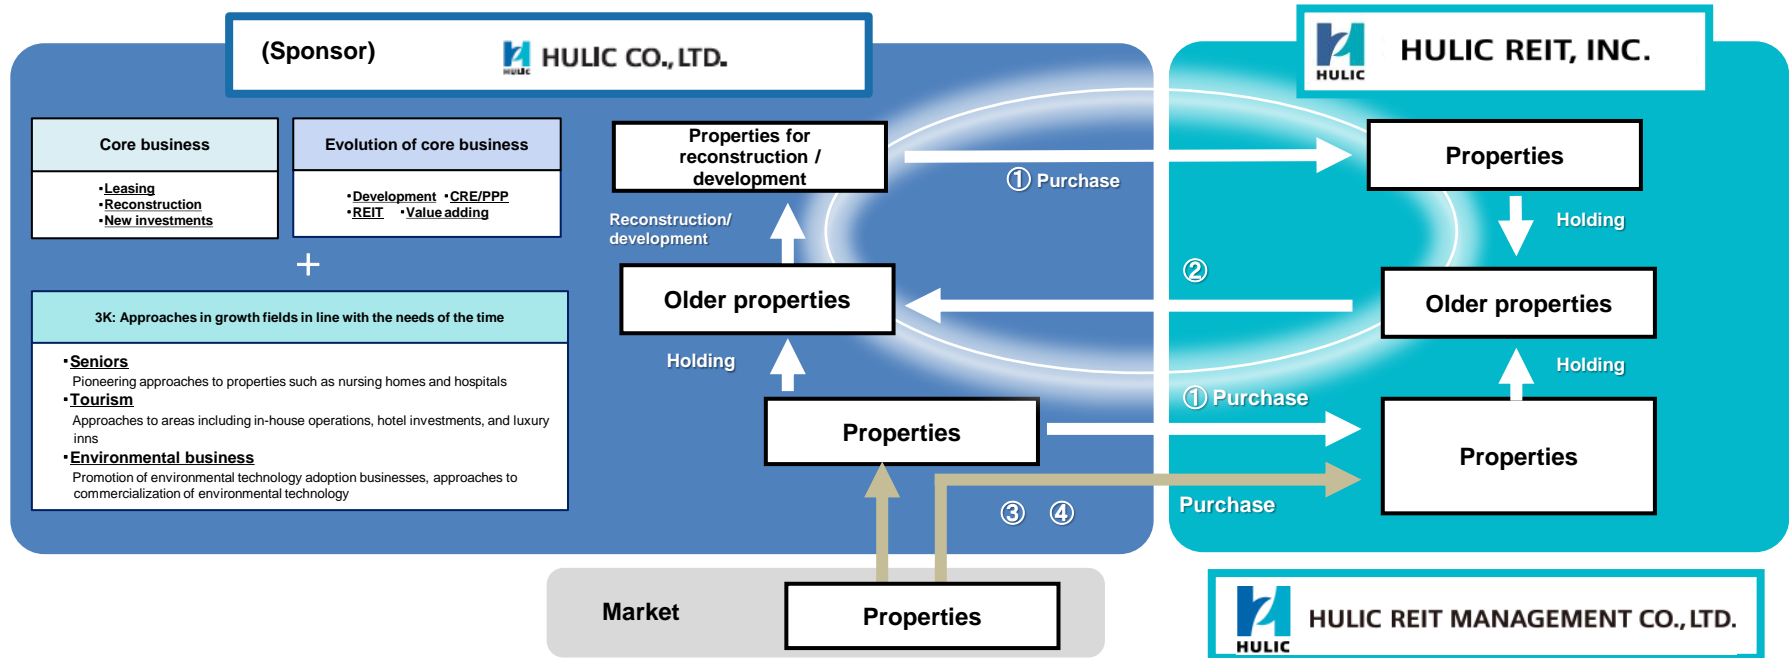 (Sponsor)
HULIC
HULIC CO., LTD.
HULIC
HULIC REIT, INC.
Core business
▪Leasing
▪Reconstruction
▪New investments
Evolution of core business
▪Development ▪CRE/PPP
▪REIT ▪Value adding
+
3K: Approaches in growth fields in line with the needs of the time
▪Seniors
Pioneering approaches to properties such as nursing homes and hospitals
▪Tourism
Approaches to areas including in-house operations, hotel investments, and luxury
inns
▪Environmental business
Promotion of environmental technology adoption businesses, approaches to
commercialization of environmental technology
Properties for
reconstruction /
development
Reconstruction/
development
Older properties
Holding
Properties
① Purchase
②
① Purchase
③ ④
Purchase
Properties
Holding
Older properties
Holding
Properties
Market
Properties
HULIC
HULIC REIT MANAGEMENT CO., LTD.